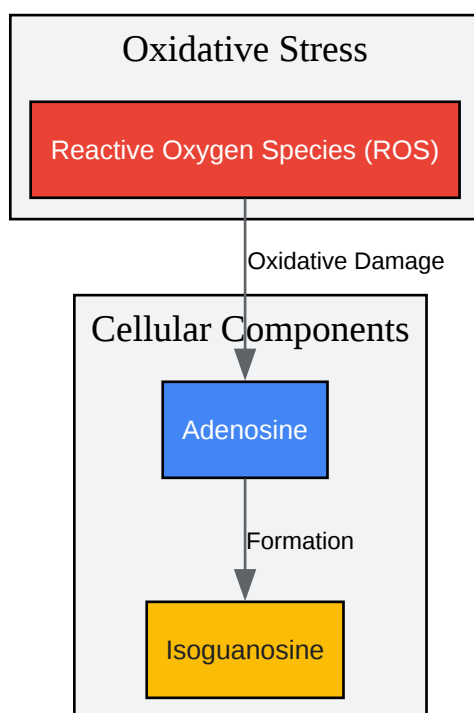 Oxidative Stress
Reactive Oxygen Species (ROS)
Oxidative Damage
Cellular Components
Adenosine
Formation
Isoguanosine